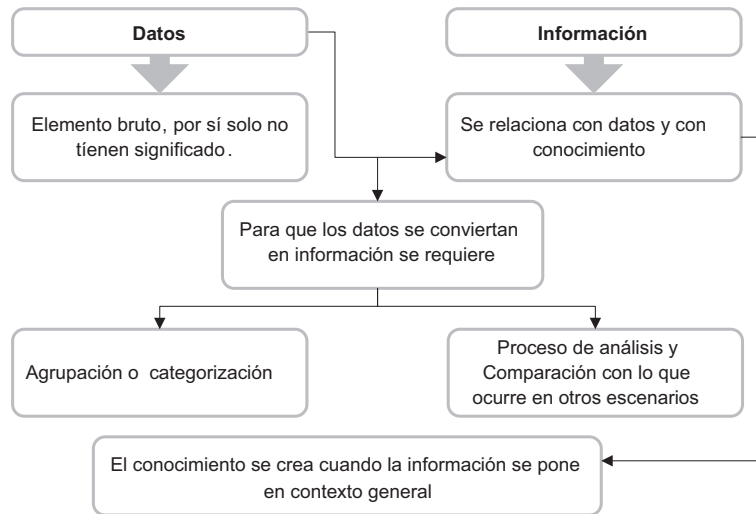 Datos
Información
Elemento bruto, por sí solo no
tíenen significado.
Se relaciona con datos y con
conocimiento
Para que los datos se conviertan
en información se requiere
Agrupación o categorización
Proceso de análisis y
Comparación con lo que
ocurre en otros escenarios
El conocimiento se crea cuando la información se pone
en contexto general